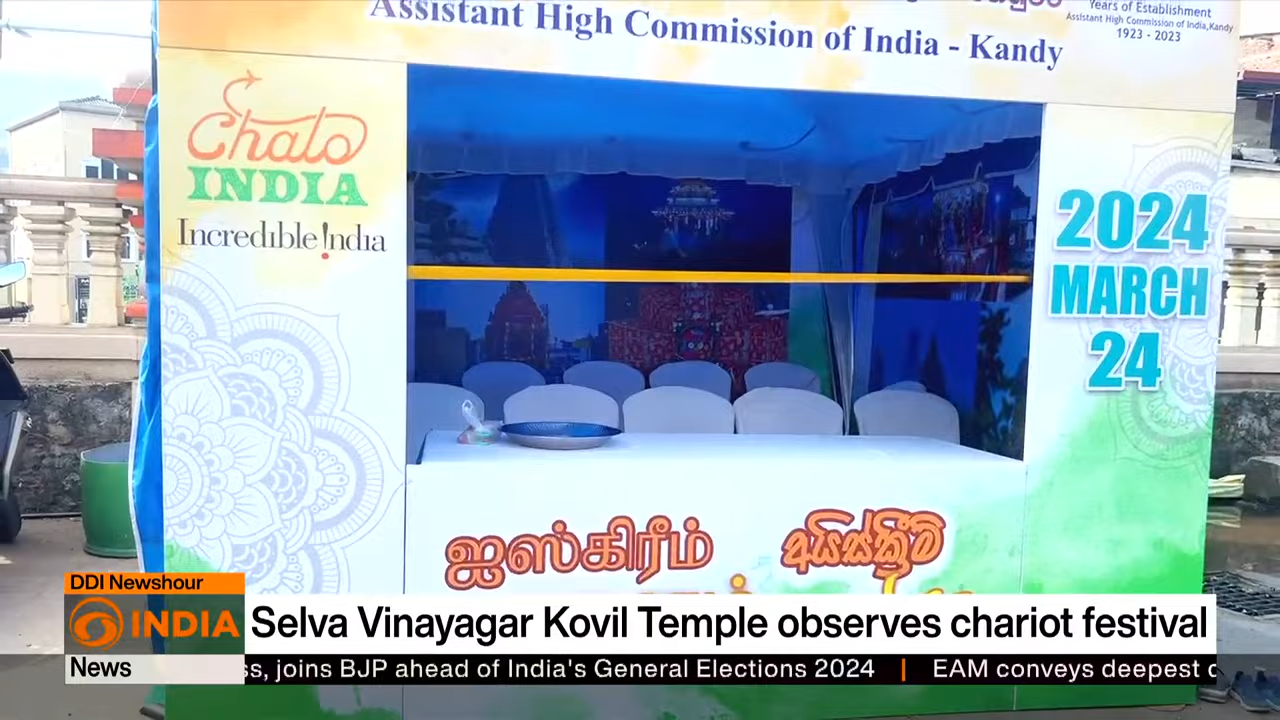 Assistant High Commission of India - Kandy
Years of Establishment
Assistant High Commission of India, Kandy
1923 - 2023
Chalo
INDIA
Incredible !ndia
2024
MARCH
24
ஐஸ்கிரீம்
අයිස්ක්‍රීම්
DDI Newshour
INDIA
Selva Vinayagar Kovil Temple observes chariot festival
News
ss, joins BJP ahead of India's General Elections 2024 | EAM conveys deepest